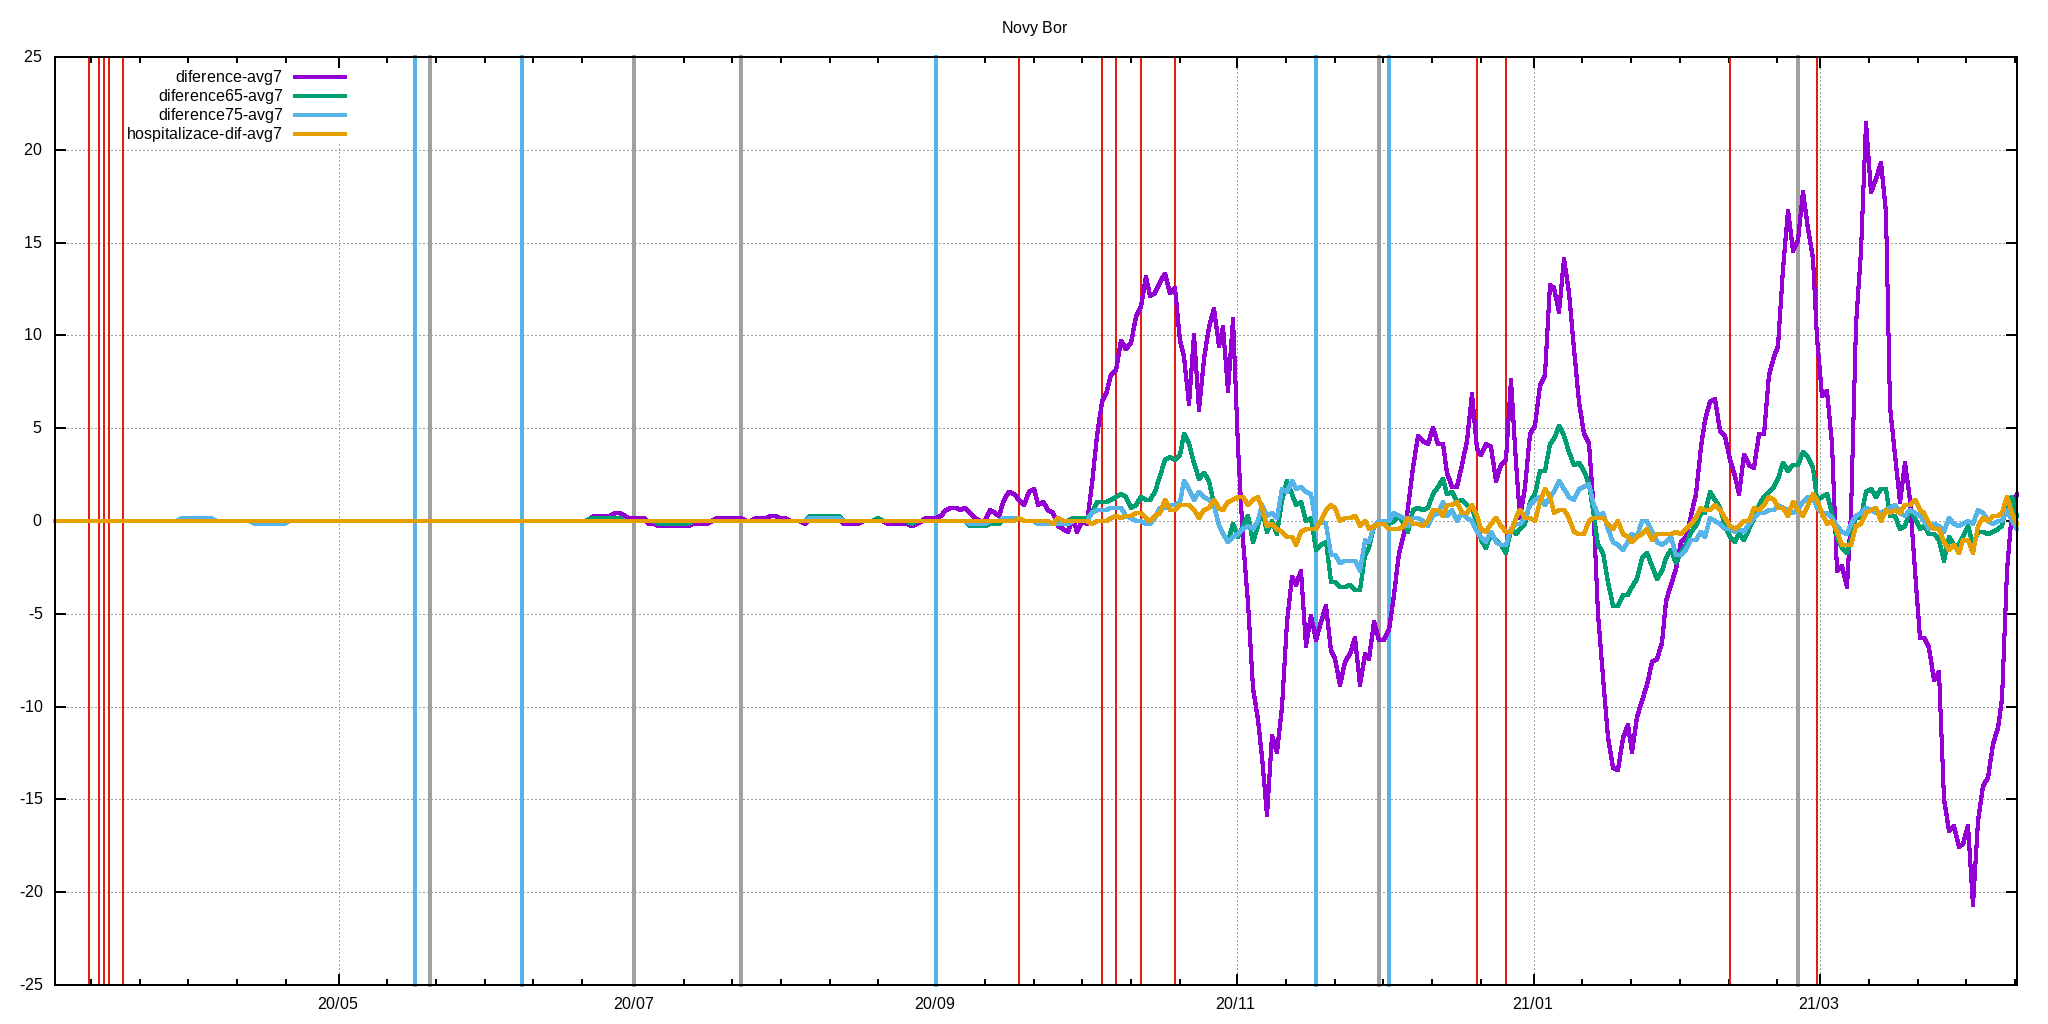 Novy Bor
diference-avg7
diference65-avg7
diference75-avg7
hospitalizace-dif-avg7
25
20
15
10
5
0
-5
-10
-15
-20
-25
20/05 20/07 20/09 20/11 21/01 21/03